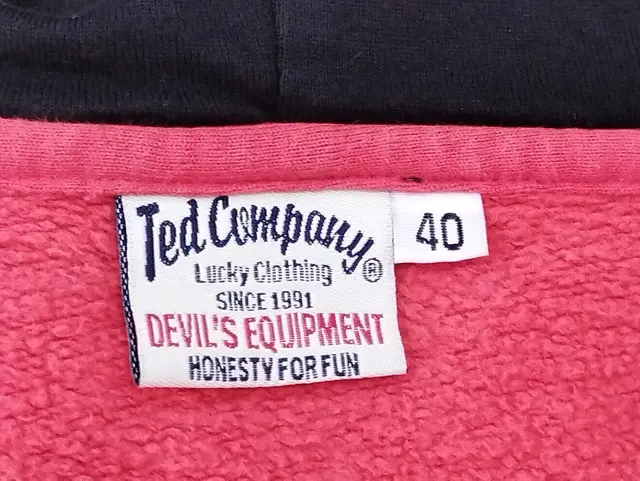 Ted Company
Lucky Clothing ®
SINCE 1991
DEVIL'S EQUIPMENT
HONESTY FOR FUN
40